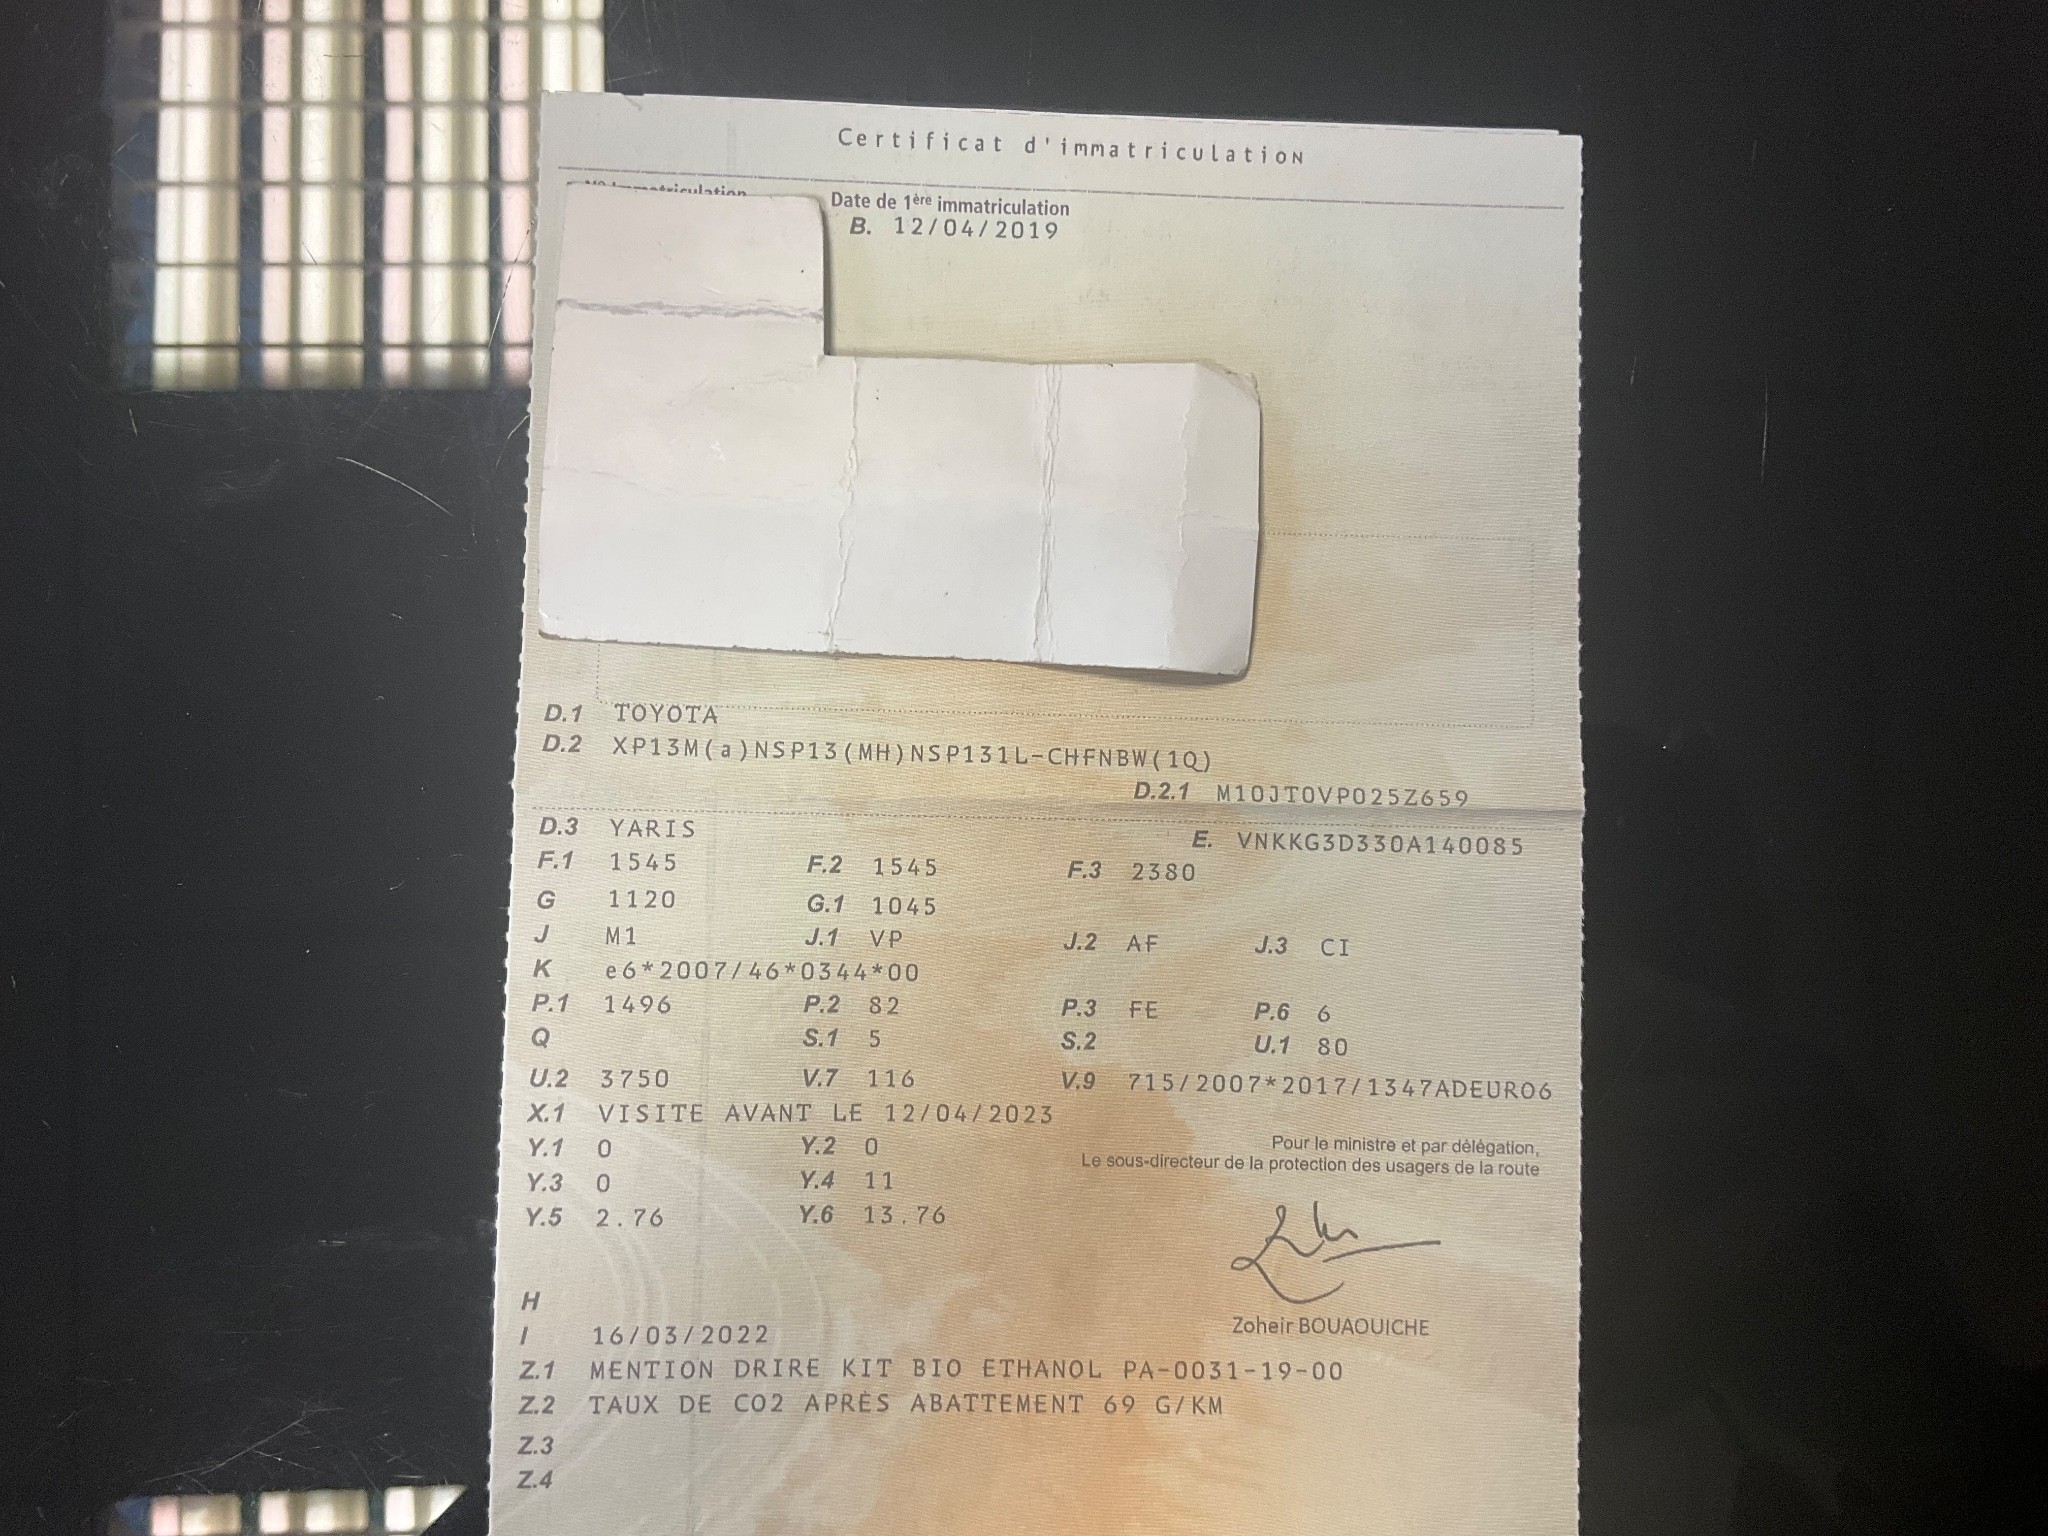 Certificat d'immatriculation
Date de 1ère immatriculation
B. 12/04/2019
D.1 TOYOTA
D.2 XP13M(a)NSP13(MH)NSP131L-CHFNBW(1Q)
D.2.1 M10JTOVP025Z659
D.3 YARIS E. VNKKG3D330A140085
F.1 1545 F.2 1545 F.3 2380
G 1120 G.1 1045
J M1 J.1 VP J.2 AF J.3 CI
K e6*2007/46*0344*00
P.1 1496 P.2 82 P.3 FE P.6 6
Q S.1 5 S.2 U.1 80
U.2 3750 V.7 116 V.9 715/2007*2017/1347ADEURO6
X.1 VISITE AVANT LE 12/04/2023
Y.1 0 Y.2 0
Pour le ministre et par délégation,
Le sous-directeur de la protection des usagers de la route
Y.3 0 Y.4 11
Y.5 2.76 Y.6 13.76
H
I 16/03/2022
Zoheir BOUAOUICHE
Z.1 MENTION DRIRE KIT BIO ETHANOL PA-0031-19-00
Z.2 TAUX DE CO2 APRÈS ABATTEMENT 69 G/KM
Z.3
Z.4